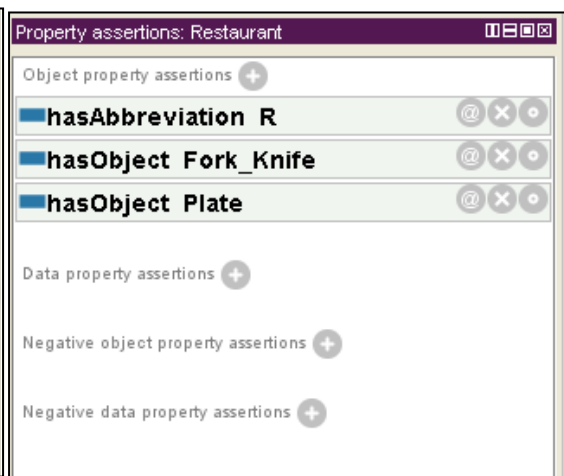 Property assertions: Restaurant
Object property assertions
hasAbbreviation R
hasObject Fork_Knife
hasObject Plate
Data property assertions
Negative object property assertions
Negative data property assertions